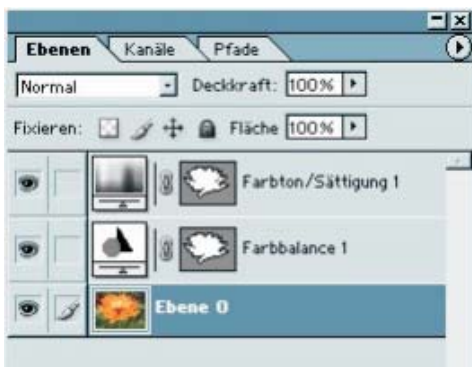 Ebenen Kanäle Pfade
Normal Deckkraft: 100%
Fixieren: Fläche 100%
Farbton/Sättigung 1
Farbbalance 1
Ebene 0